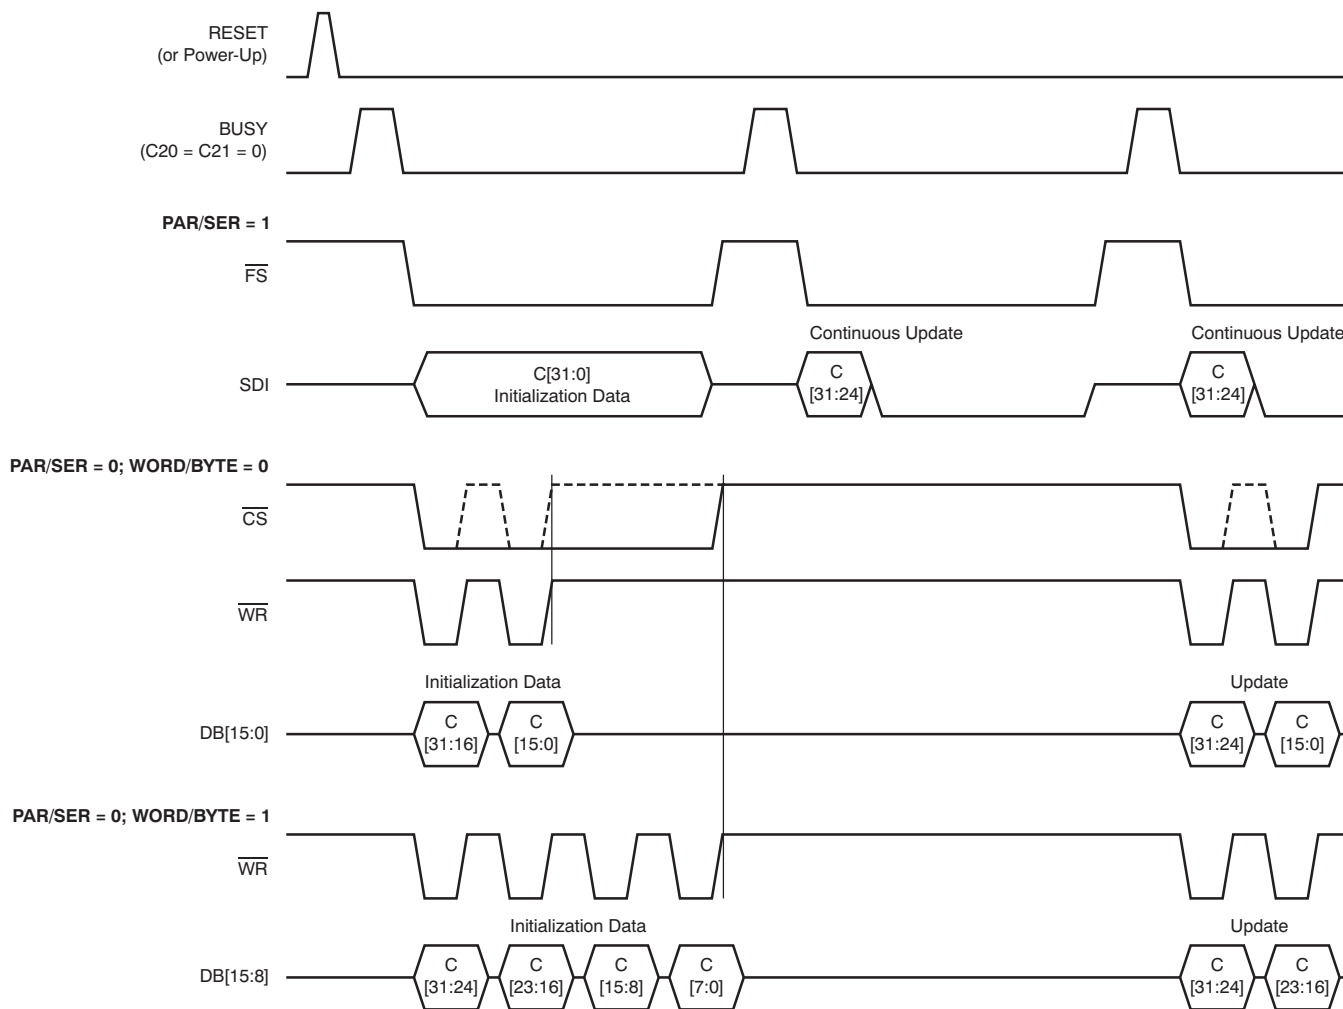 RESET
(or Power-Up)
BUSY
(C20 = C21 = 0)
PAR/SER = 1
FS
Continuous Update
Continuous Update
SDI
C[31:0]
Initialization Data
C
[31:24]
C
[31:24]
PAR/SER = 0; WORD/BYTE = 0
CS
WR
Initialization Data
Update
DB[15:0]
C
[31:16]
C
[15:0]
C
[31:24]
C
[15:0]
PAR/SER = 0; WORD/BYTE = 1
WR
Initialization Data
Update
DB[15:8]
C
[31:24]
C
[23:16]
C
[15:8]
C
[7:0]
C
[31:24]
C
[23:16]